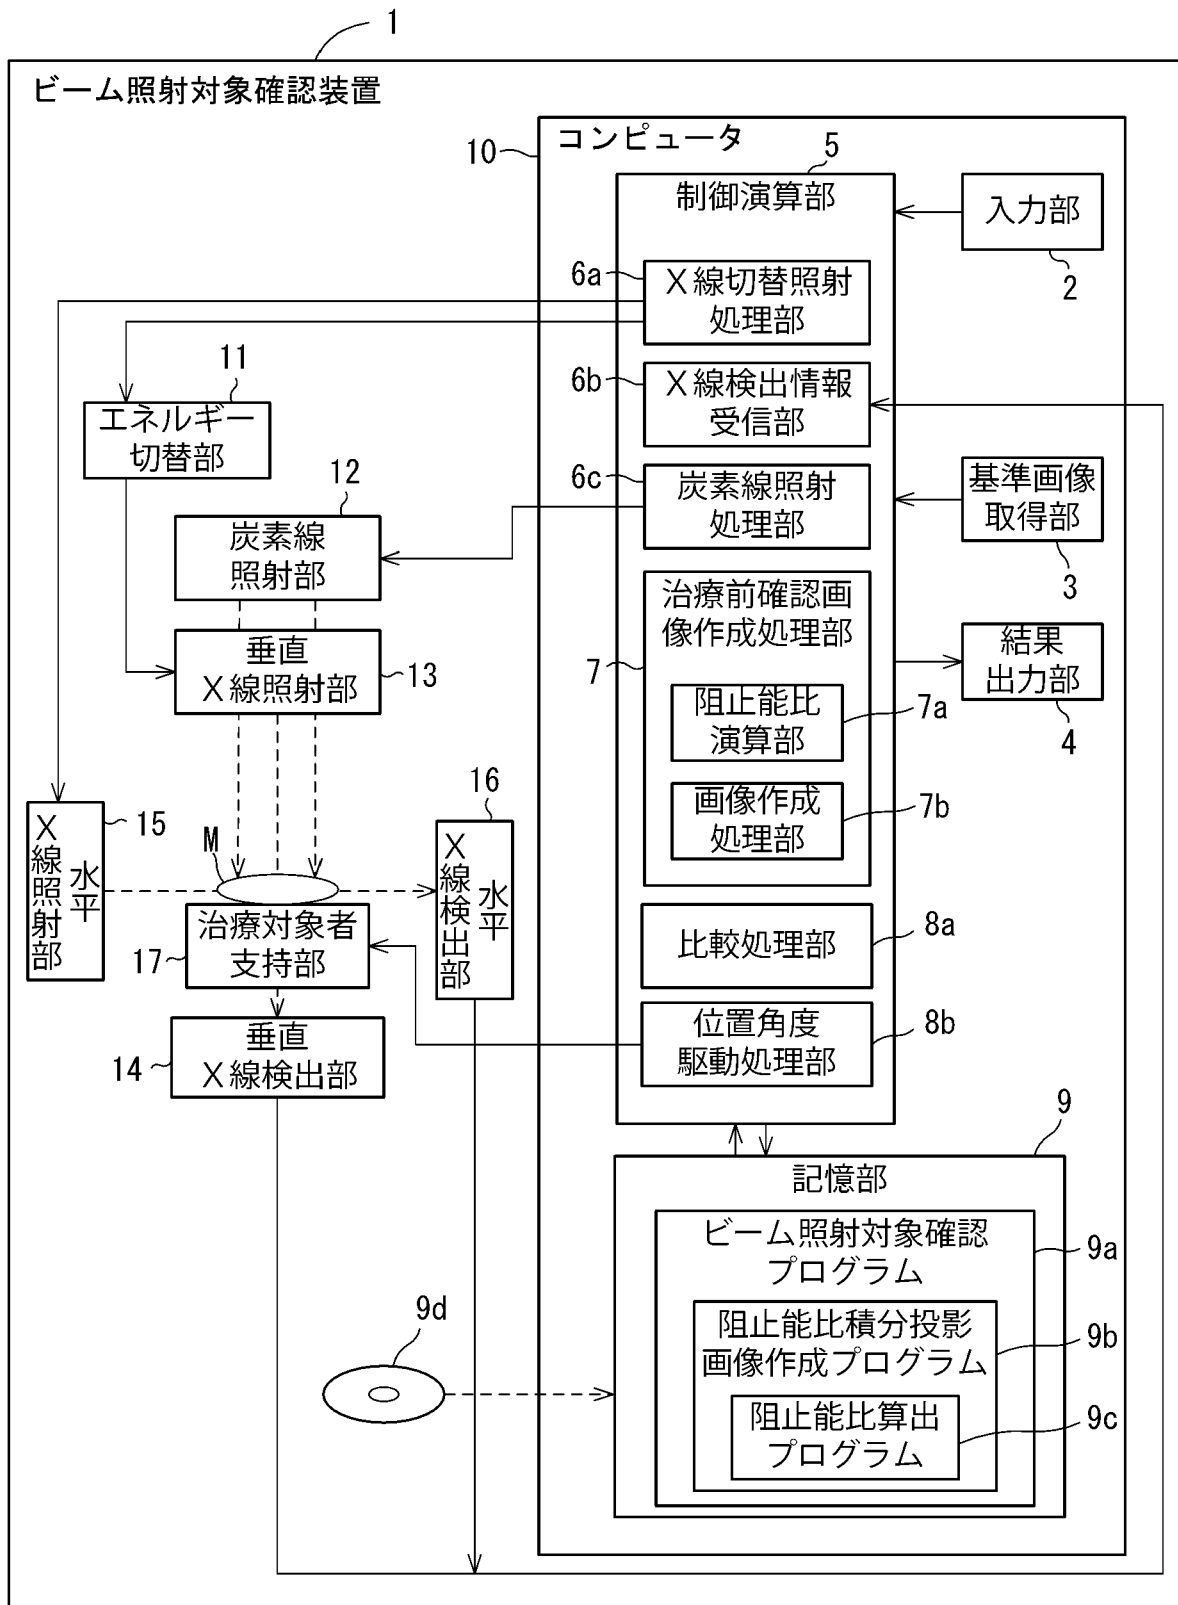 1
ビーム照射対象確認装置
10
コンピュータ
5
制御演算部
入力部
2
6a
X線切替照射
処理部
11
エネルギー
切替部
6b
X線検出情報
受信部
12
炭素線
照射部
6c
炭素線照射
処理部
基準画像
取得部
3
垂直
X線照射部
13
治療前確認画
像作成処理部
7
阻止能比
演算部
7a
画像作成
処理部
7b
結果
出力部
4
水平
X線照射部
15
M
16
水平
X線検出部
治療対象者
支持部
17
比較処理部
8a
垂直
X線検出部
14
位置角度
駆動処理部
8b
9
記憶部
ビーム照射対象確認
プログラム
9a
阻止能比積分投影
画像作成プログラム
9b
阻止能比算出
プログラム
9c
9d